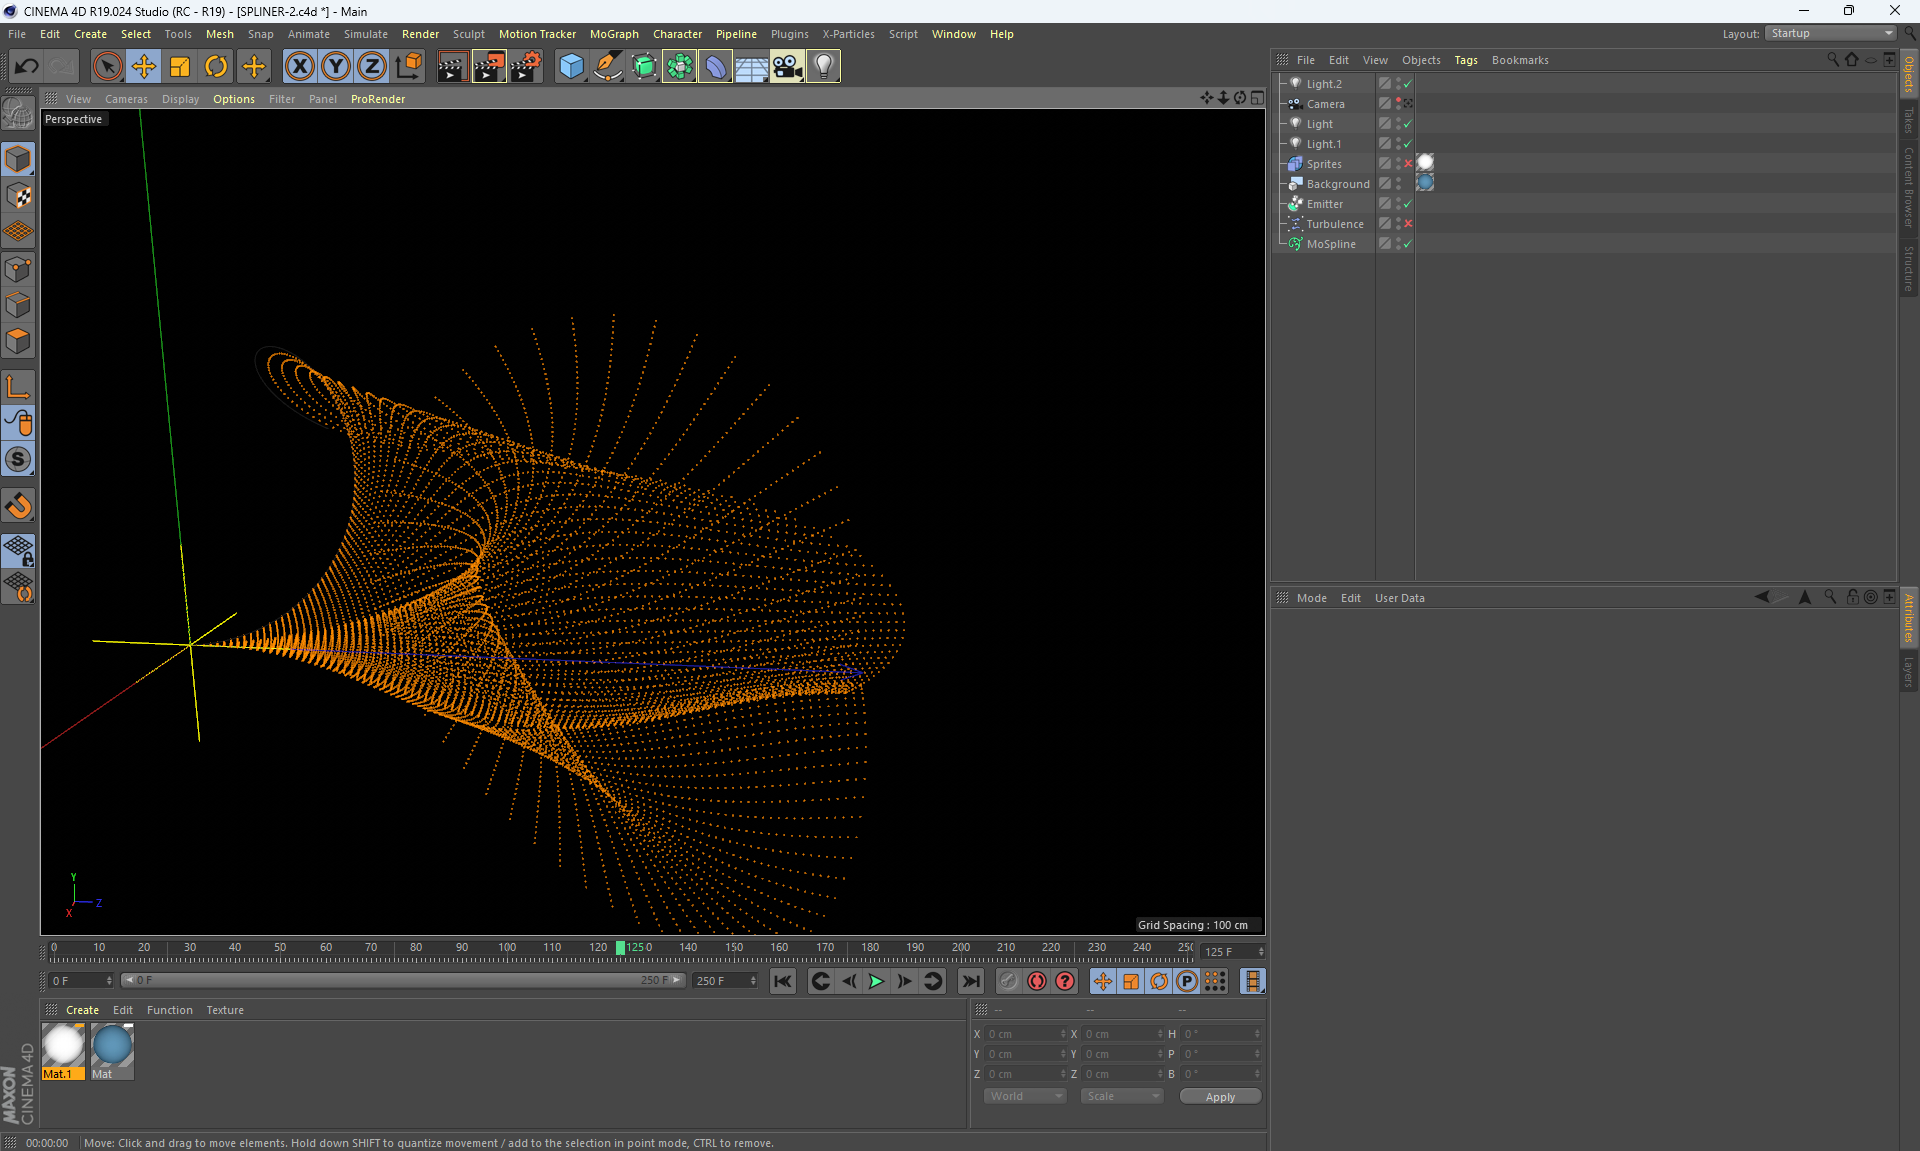 CINEMA 4D R19.024 Studio (RC - R19) - [SPLINER-2.c4d *] - Main
File Edit Create Select Tools Mesh Snap Animate Simulate Render Sculpt Motion Tracker MoGraph Character Pipeline Plugins X-Particles Script Window Help
Layout: Startup
File Edit View Objects Tags Bookmarks
View Cameras Display Options Filter Panel ProRender
Perspective
Light.2
Camera
Light
Light.1
Sprites
Background
Emitter
Turbulence
MoSpline
Objects
Takes
Content Browser
Structure
Mode Edit User Data
Attributes
Layers
Y
Z
X
Grid Spacing : 100 cm
0 10 20 30 40 50 60 70 80 90 100 110 120 1250 140 150 160 170 180 190 200 210 220 230 240 250
125 F
0 F
0 F
250 F
250 F
Create Edit Function Texture
Mat.1
Mat
-- -- --
X 0 cm X 0 cm H 0 °
Y 0 cm Y 0 cm P 0 °
Z 0 cm Z 0 cm B 0 °
World Scale Apply
MAXON
CINEMA 4D
00:00:00 Move: Click and drag to move elements. Hold down SHIFT to quantize movement / add to the selection in point mode, CTRL to remove.